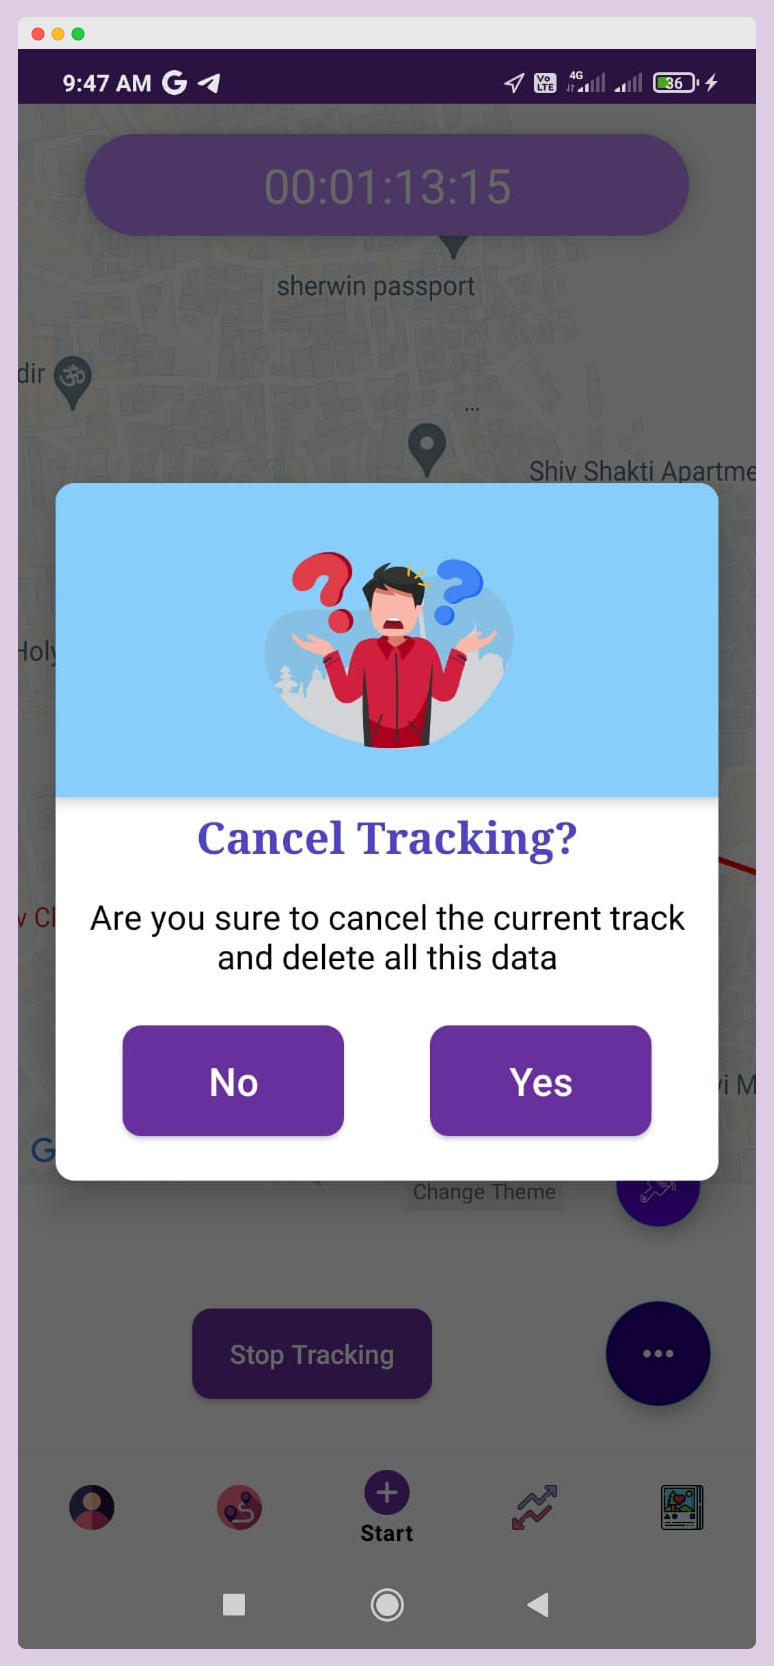 9:47 AM
Vo LTE
4G
36
00:01:13:15
sherwin passport
dir
...
Shiv Shakti Apartme
Holy
Cancel Tracking?
v Cl
Are you sure to cancel the current track
and delete all this data
No
Yes
vi M
G
Change Theme
Stop Tracking
Start